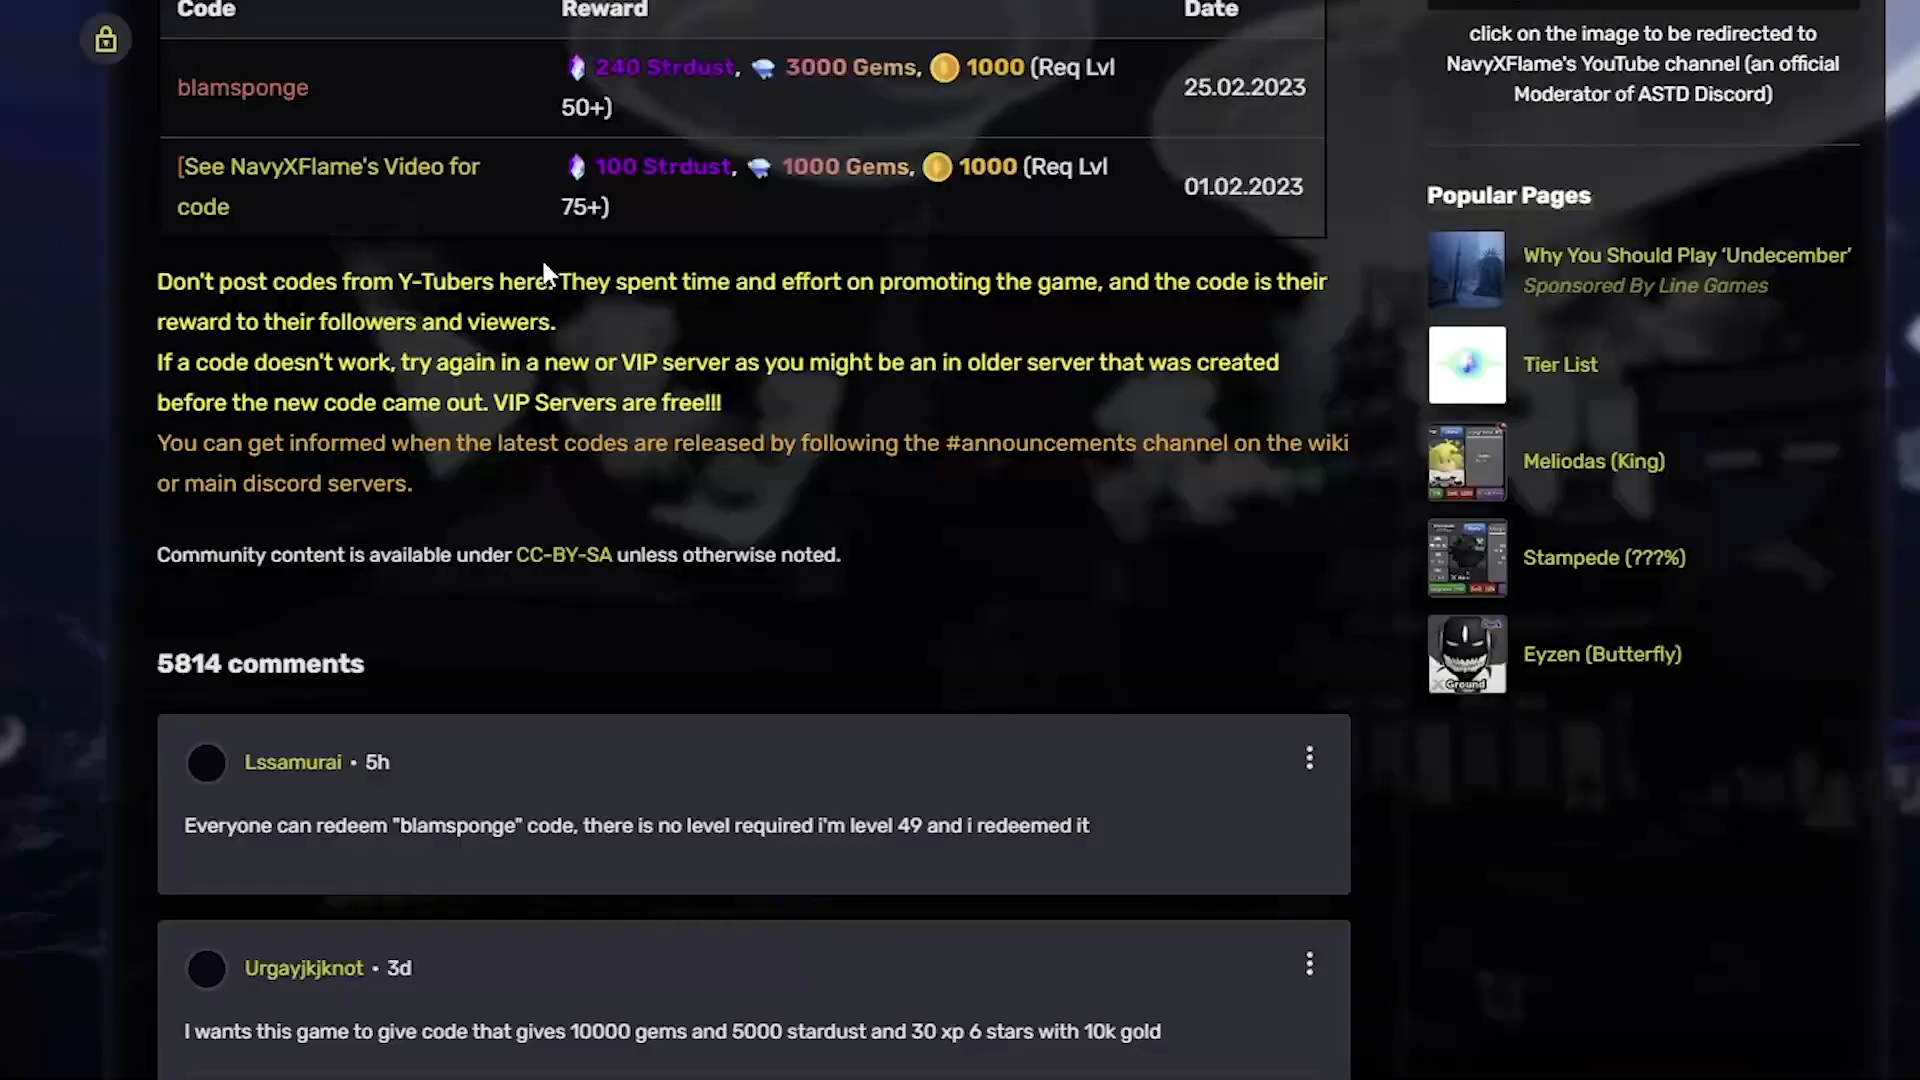 Code Reward Date
blamsponge
240 Strdust, 3000 Gems, 1000 (Req Lvl
50+)
25.02.2023
[See NavyXFlame's Video for
code
100 Strdust, 1000 Gems, 1000 (Req Lvl
75+)
01.02.2023
Don't post codes from Y-Tubers here. They spent time and effort on promoting the game, and the code is their
reward to their followers and viewers.
If a code doesn't work, try again in a new or VIP server as you might be an in older server that was created
before the new code came out. VIP Servers are free!!!
You can get informed when the latest codes are released by following the #announcements channel on the wiki
or main discord servers.
Community content is available under CC-BY-SA unless otherwise noted.
5814 comments
Lssamurai • 5h
Everyone can redeem "blamsponge" code, there is no level required i'm level 49 and i redeemed it
Urgayjkjknot • 3d
I wants this game to give code that gives 10000 gems and 5000 stardust and 30 xp 6 stars with 10k gold
click on the image to be redirected to
NavyXFlame's YouTube channel (an official
Moderator of ASTD Discord)
Popular Pages
Why You Should Play ‘Undecember’
Sponsored By Line Games
Tier List
Meliodas (King)
Stampede (???%)
Ground
Eyzen (Butterfly)